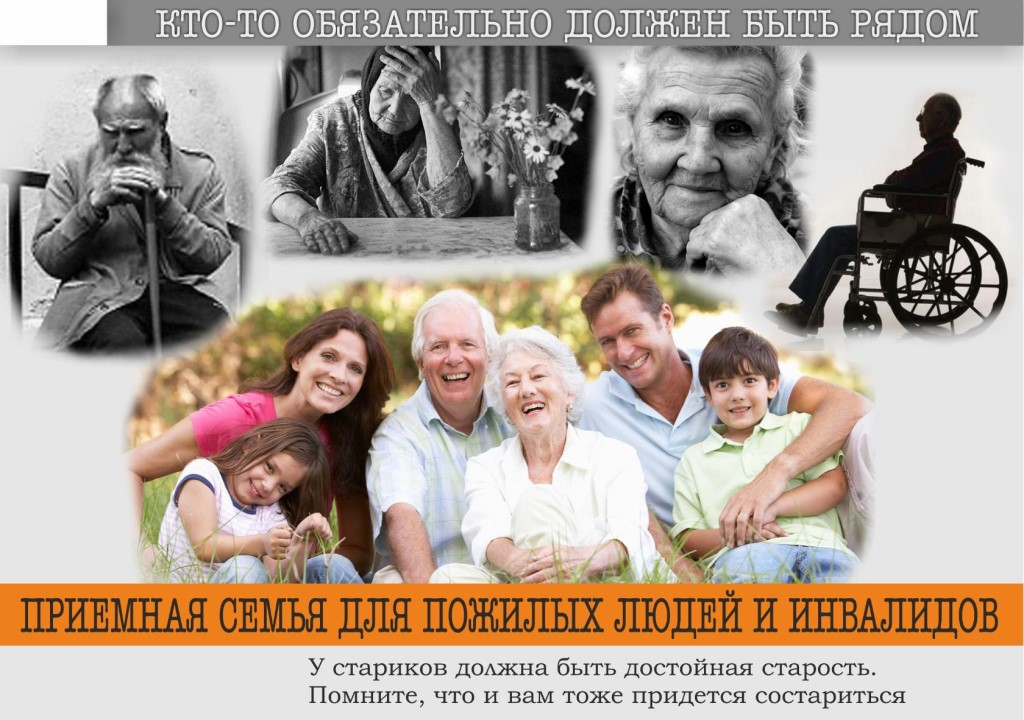 КТО-ТО ОБЯЗАТЕЛЬНО ДОЛЖЕН БЫТЬ РЯДОМ
ПРИЕМНАЯ СЕМЬЯ ДЛЯ ПОЖИЛЫХ ЛЮДЕЙ И ИНВАЛИДОВ
У стариков должна быть достойная старость.
Помните, что и вам тоже придется состариться